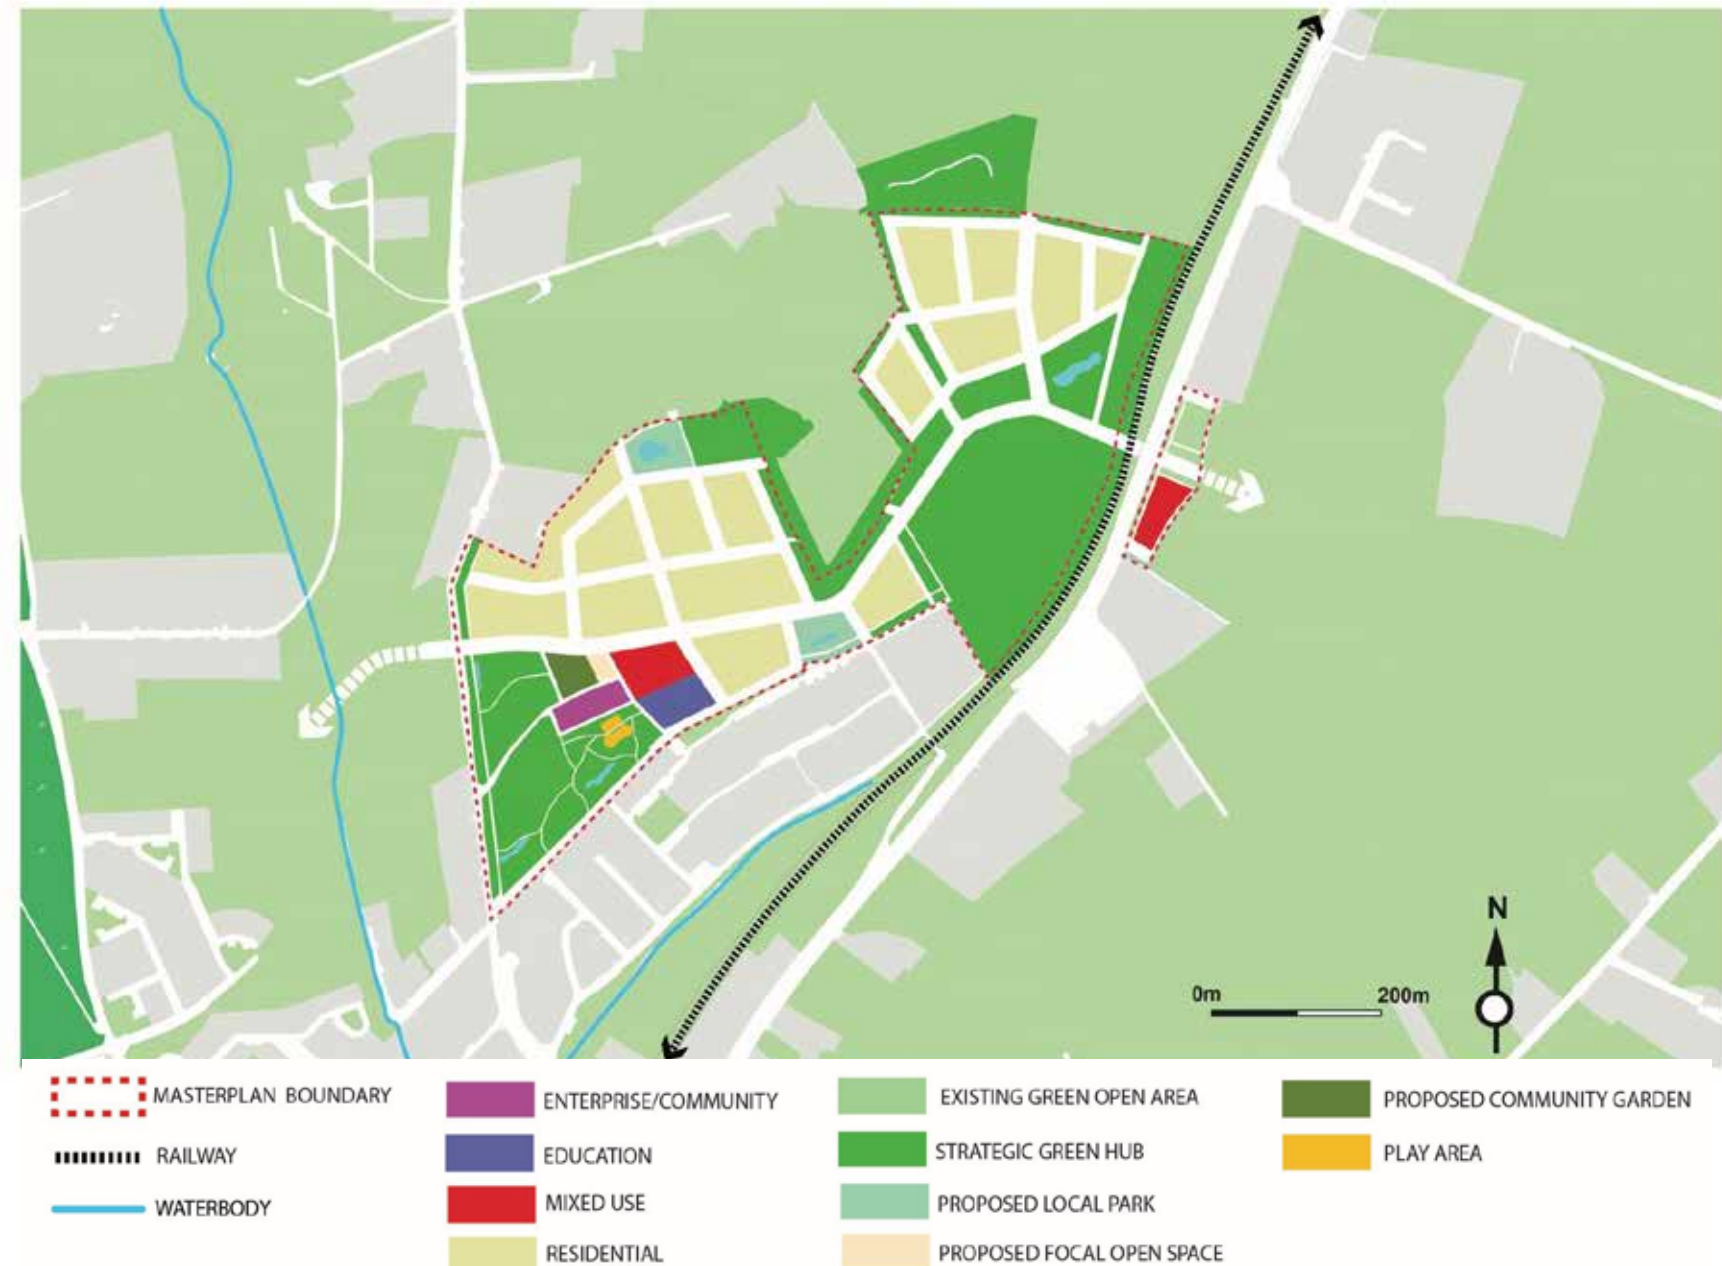 N
0m 200m
MASTERPLAN BOUNDARY
RAILWAY
WATERBODY
ENTERPRISE/COMMUNITY
EDUCATION
MIXED USE
RESIDENTIAL
EXISTING GREEN OPEN AREA
STRATEGIC GREEN HUB
PROPOSED LOCAL PARK
PROPOSED FOCAL OPEN SPACE
PROPOSED COMMUNITY GARDEN
PLAY AREA